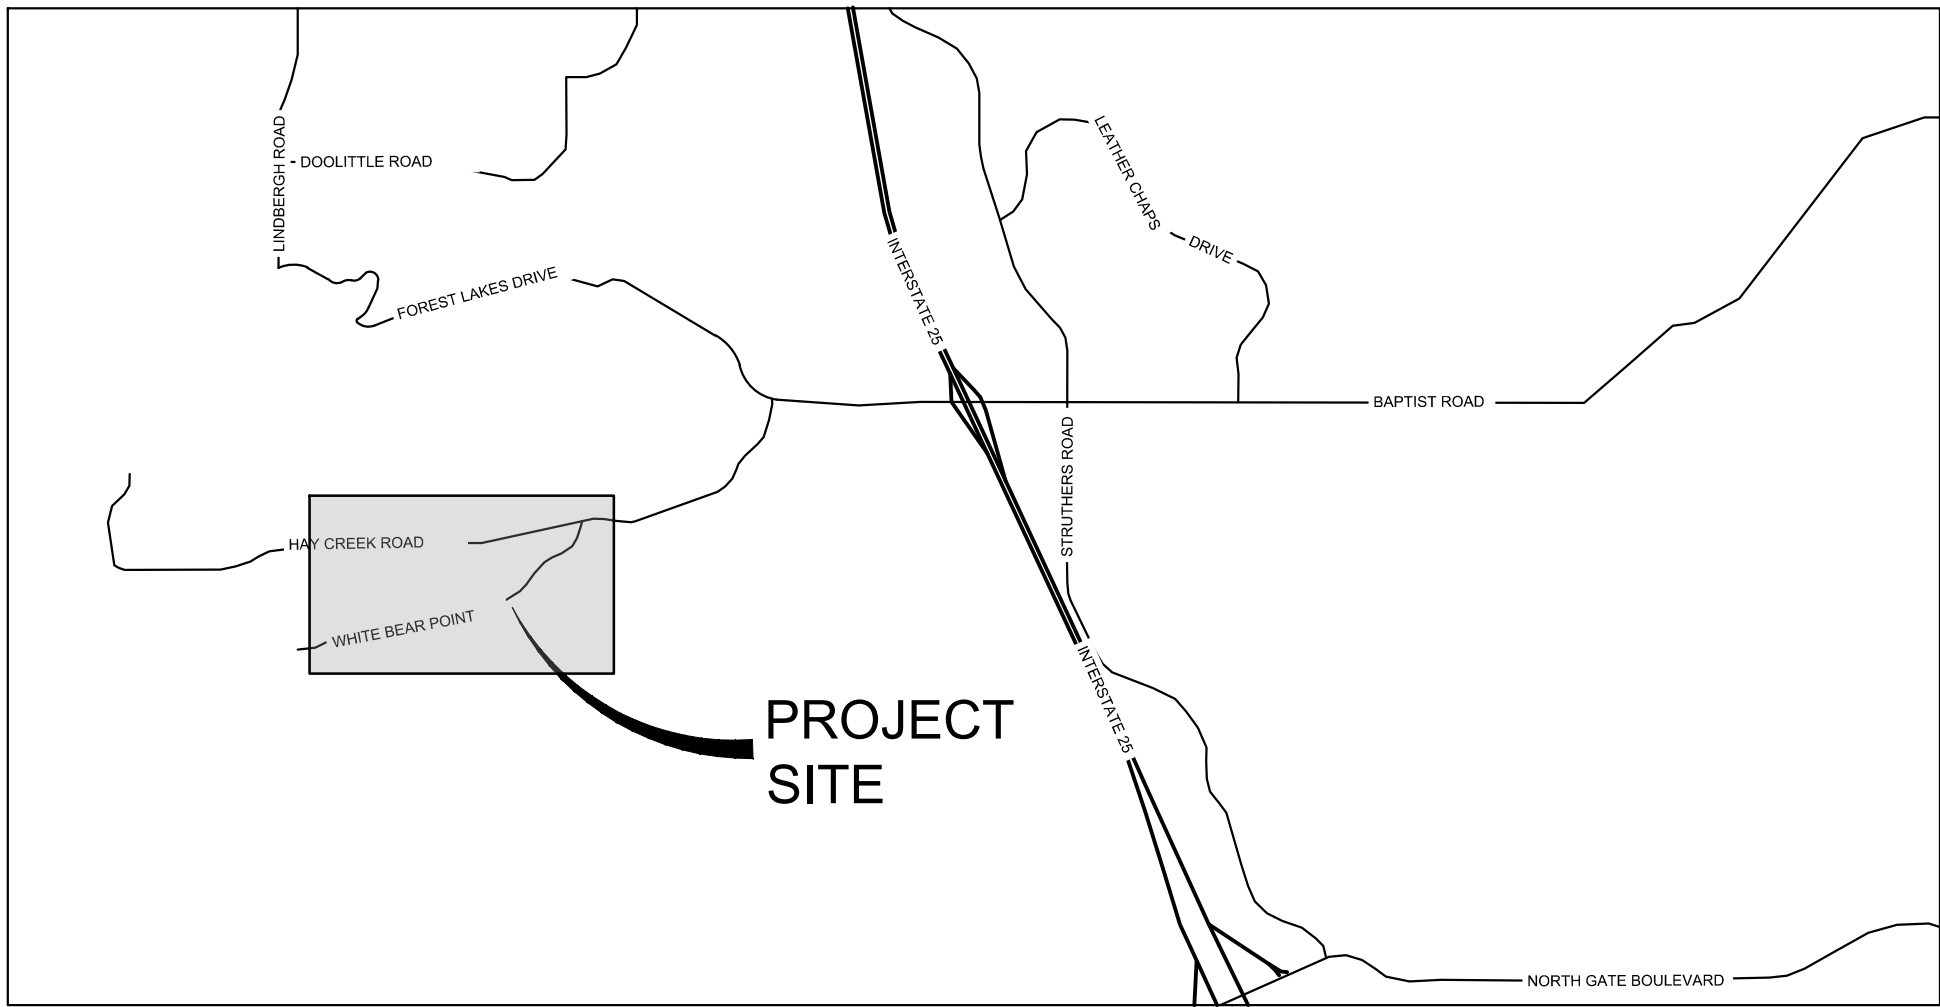 LINDBERGH ROAD
DOOLITTLE ROAD
LEATHER CHAPS
DRIVE
INTERSTATE 25
FOREST LAKES DRIVE
BAPTIST ROAD
STRUTHERS ROAD
HAY CREEK ROAD
WHITE BEAR POINT
INTERSTATE 25
PROJECT
SITE
NORTH GATE BOULEVARD